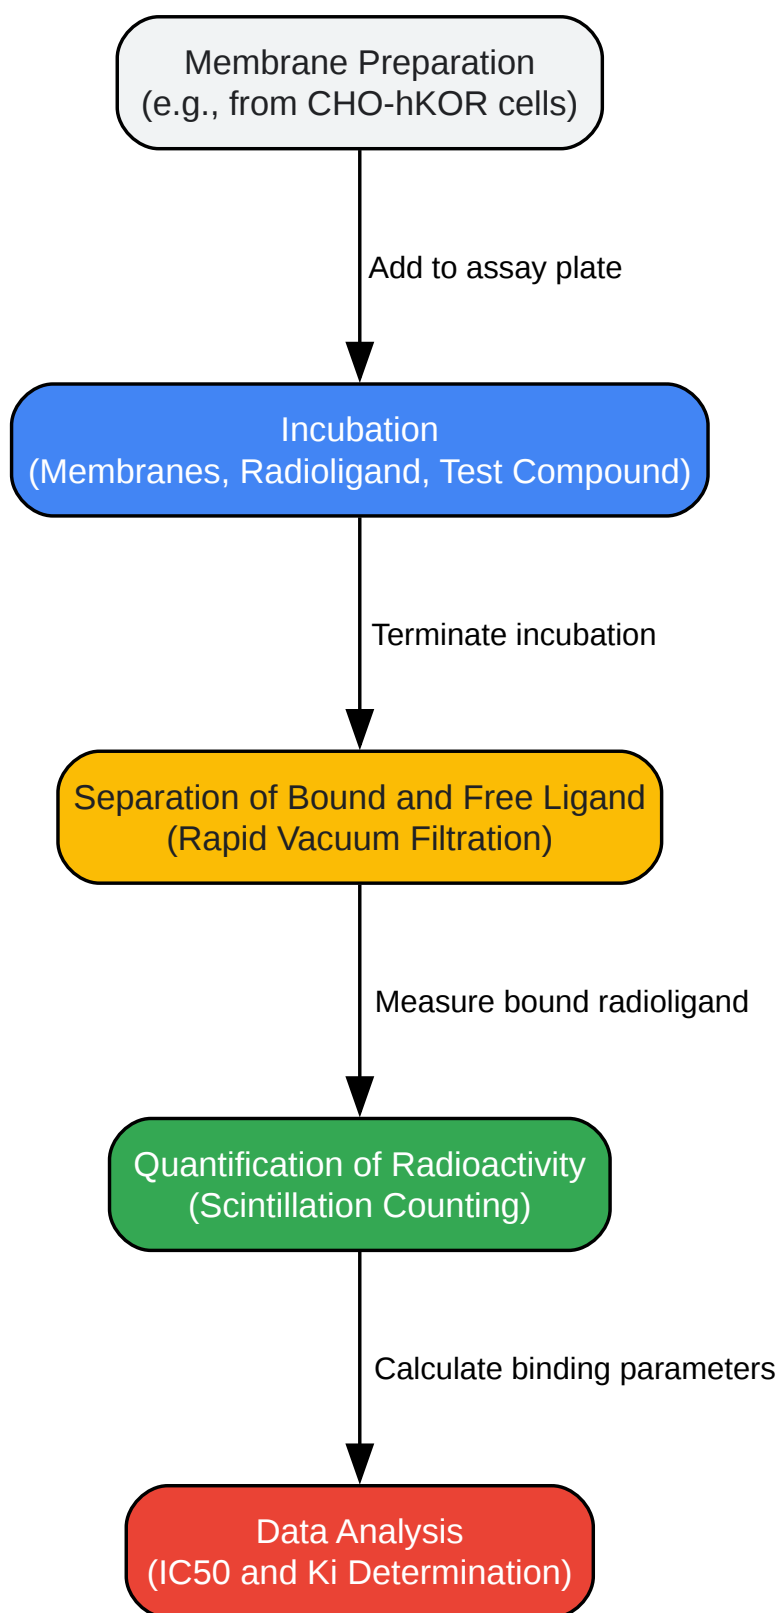 Membrane Preparation
(e.g., from CHO-hKOR cells)
Add to assay plate
Incubation
(Membranes, Radioligand, Test Compound)
Terminate incubation
Separation of Bound and Free Ligand
(Rapid Vacuum Filtration)
Measure bound radioligand
Quantification of Radioactivity
(Scintillation Counting)
Calculate binding parameters
Data Analysis
(IC50 and Ki Determination)